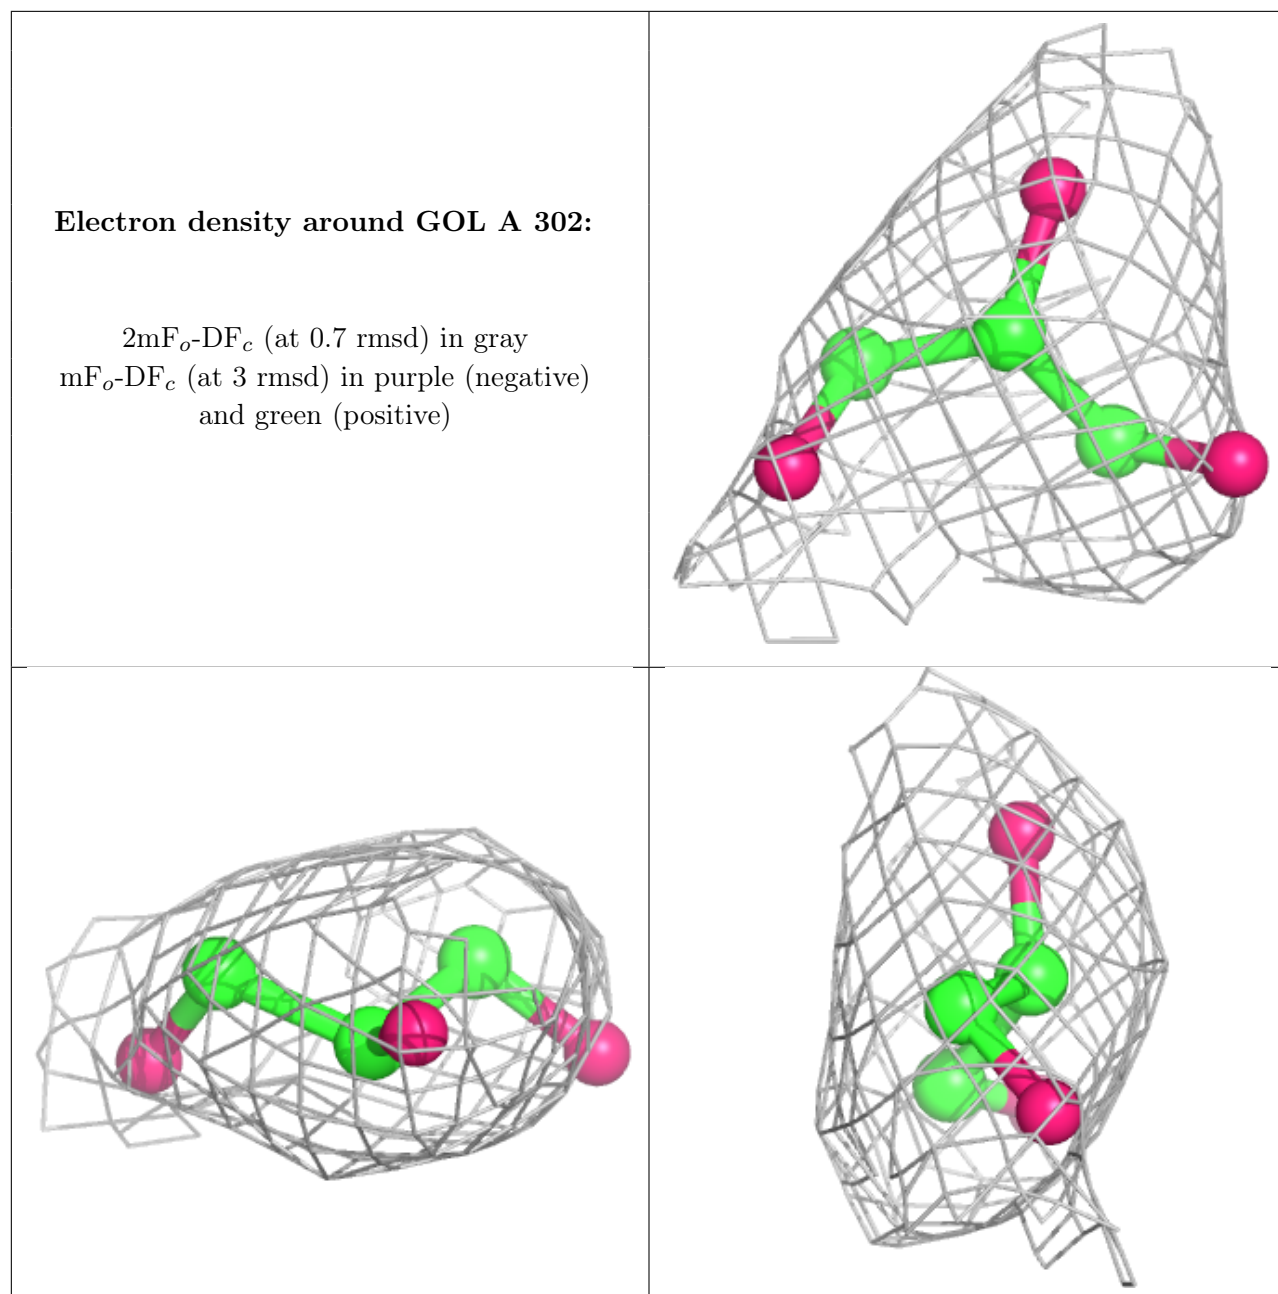 Electron density around GOL A 302:
2mFo-DFc (at 0.7 rmsd) in gray
mFo-DFc (at 3 rmsd) in purple (negative)
and green (positive)